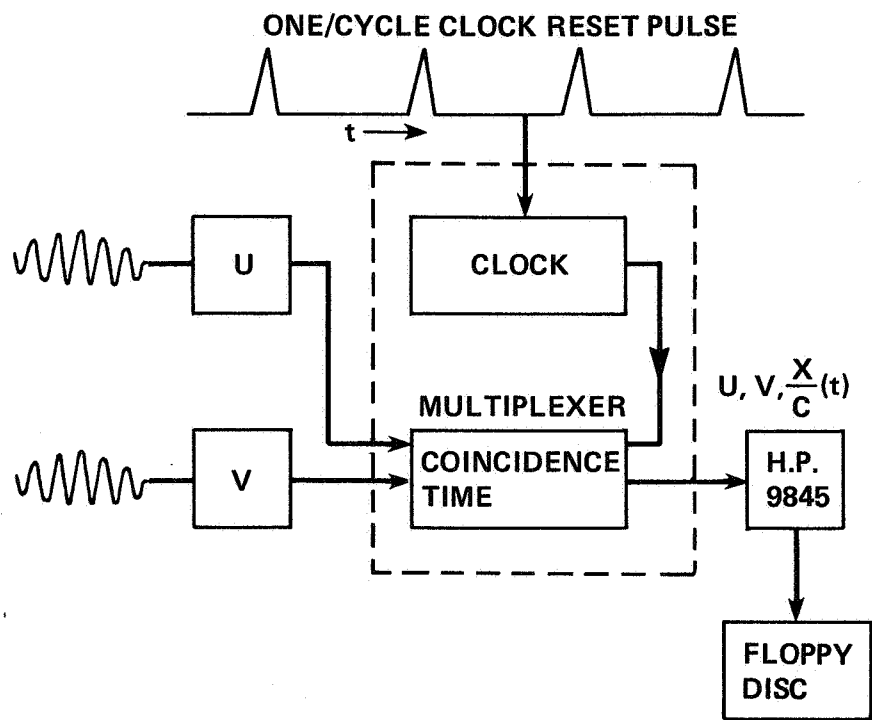 ONE/CYCLE CLOCK RESET PULSE
t
U
CLOCK
U, V, X/C (t)
MULTIPLEXER
V
COINCIDENCE
TIME
H.P.
9845
FLOPPY
DISC